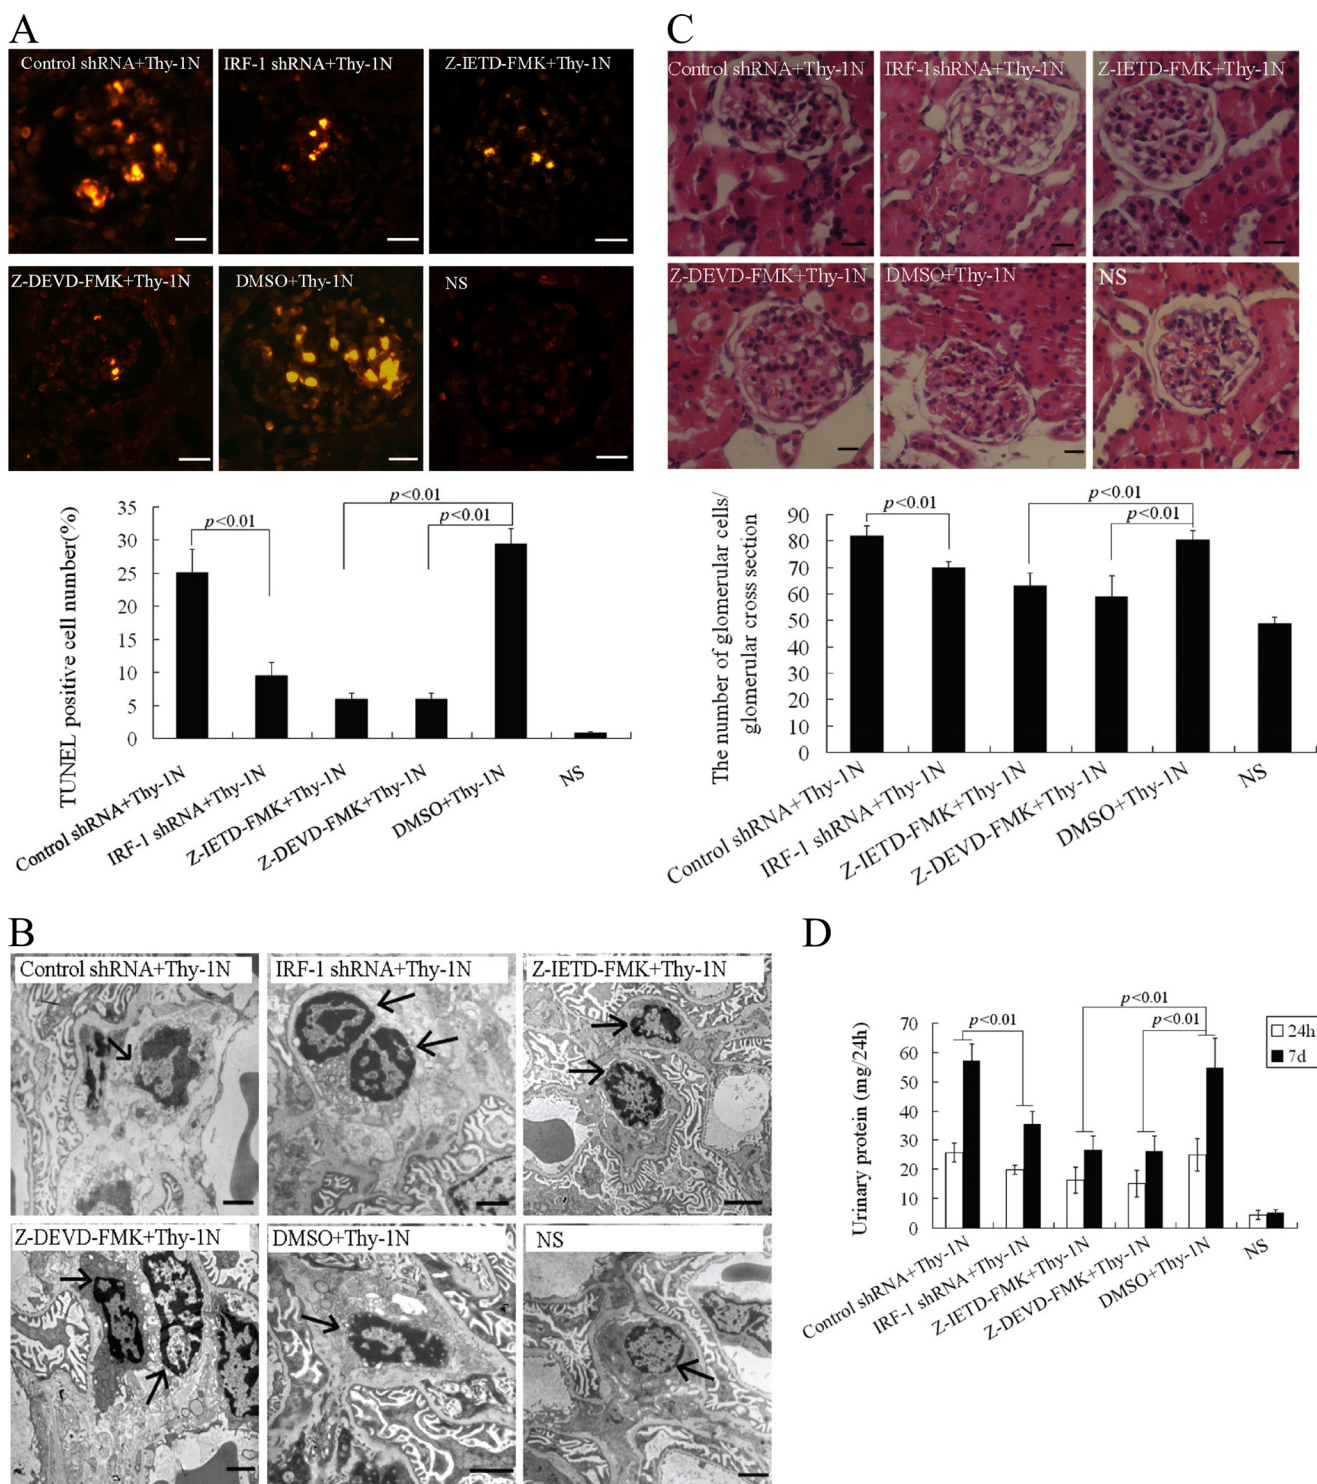 A
Control shRNA+Thy-1N
IRF-1 shRNA+Thy-1N
Z-IETD-FMK+Thy-1N
Z-DEVD-FMK+Thy-1N
DMSO+Thy-1N
NS
TUNEL positive cell number(%)
35
30
25
20
15
10
5
0
p<0.01
p<0.01
p<0.01
Control shRNA+Thy-1N
IRF-1 shRNA+Thy-1N
Z-IETD-FMK+Thy-1N
Z-DEVD-FMK+Thy-1N
DMSO+Thy-1N
NS
C
Control shRNA+Thy-1N
IRF-1shRNA+Thy-1N
Z-IETD-FMK+Thy-1N
Z-DEVD-FMK+Thy-1N
DMSO+Thy-1N
NS
The number of glomerular cells/
glomerular cross section
90
80
70
60
50
40
30
20
10
0
p<0.01
p<0.01
p<0.01
Control shRNA+Thy-1N
IRF-1 shRNA+Thy-1N
Z-IETD-FMK+Thy-1N
Z-DEVD-FMK+Thy-1N
DMSO+Thy-1N
NS
B
Control shRNA+Thy-1N
IRF-1 shRNA+Thy-1N
Z-IETD-FMK+Thy-1N
Z-DEVD-FMK+Thy-1N
DMSO+Thy-1N
NS
D
Urinary protein (mg/24h)
70
60
50
40
30
20
10
0
p<0.01
p<0.01
p<0.01
24h
7d
Control shRNA+Thy-1N
IRF-1 shRNA+Thy-1N
Z-IETD-FMK+Thy-1N
Z-DEVD-FMK+Thy-1N
DMSO+Thy-1N
NS